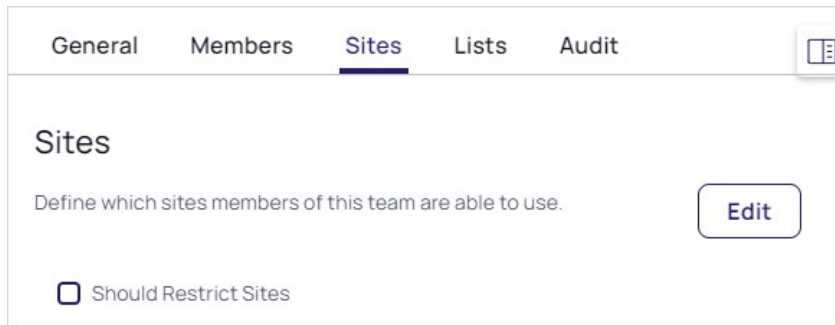 General Members Sites Lists Audit
Sites
Define which sites members of this team are able to use.
Edit
Should Restrict Sites